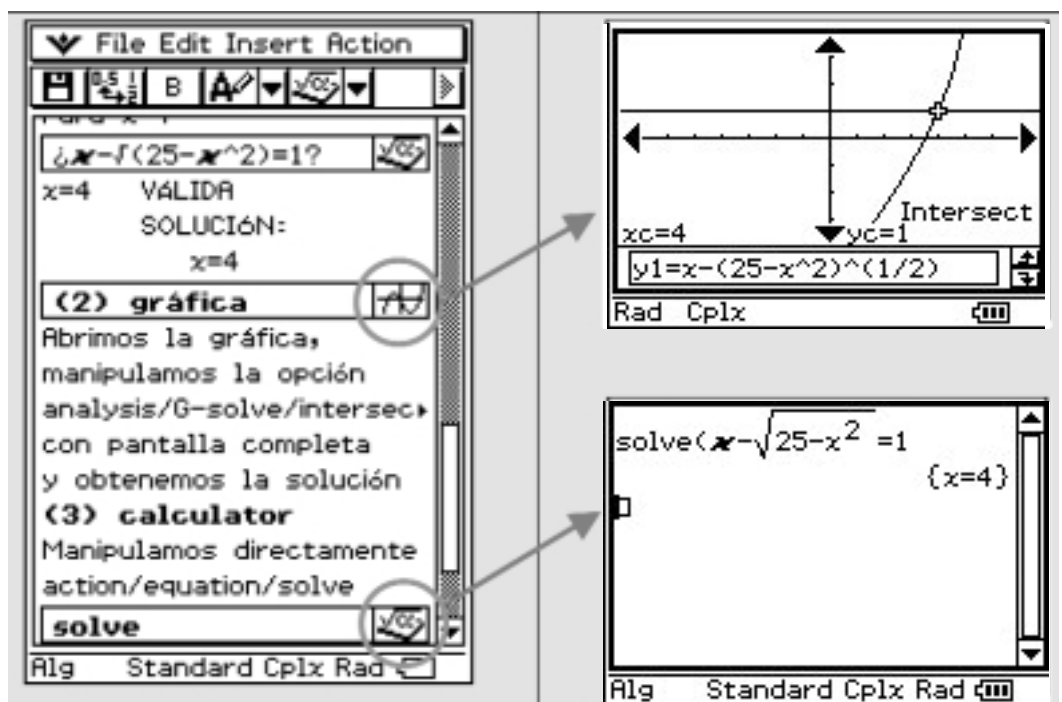 File Edit Insert Action
B
¿x-√(25-x^2)=1?
x=4 VáLIDA
SOLUCIóN:
x=4
(2) gráfica
Abrimos la gráfica,
manipulamos la opción
analysis/G-solve/intersec
con pantalla completa
y obtenemos la solución
(3) calculator
Manipulamos directamente
action/equation/solve
solve
Alg Standard Cplx Rad
Intersect
xc=4 yc=1
y1=x-(25-x^2)^(1/2)
Rad Cplx
solve(x-√25-x² =1
{x=4}
Alg Standard Cplx Rad